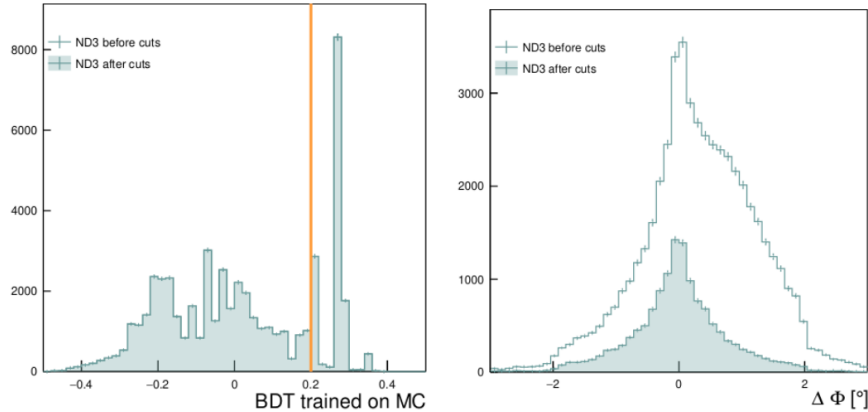 ND3 before cuts
ND3 after cuts
8000
6000
4000
2000
0
−0.4 −0.2 0 0.2 0.4
BDT trained on MC
ND3 before cuts
ND3 after cuts
3000
2000
1000
0
−2 0 2
Δ Φ [°]